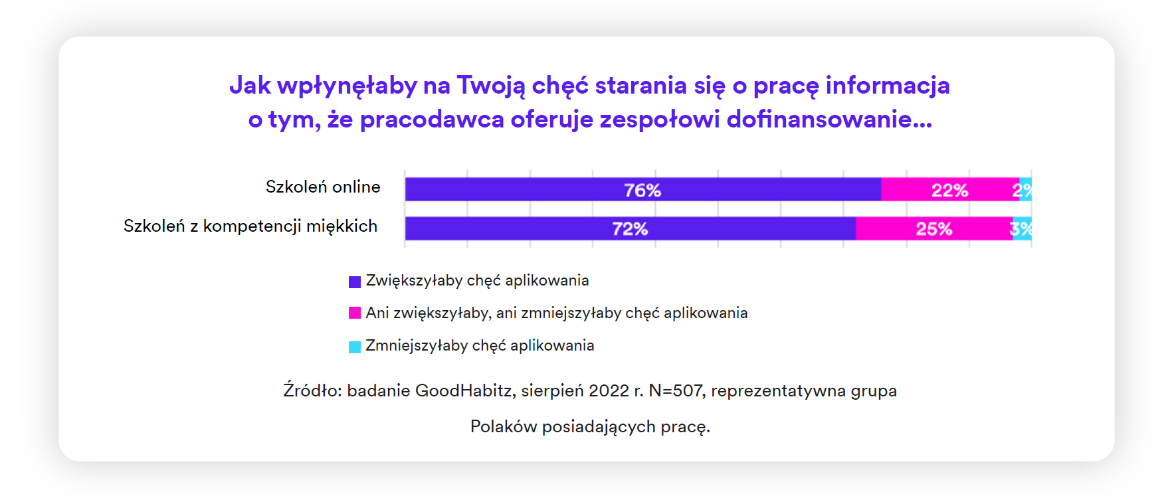 Jak wpłynęłaby na Twoją chęć starania się o pracę informacja
o tym, że pracodawca oferuje zespołowi dofinansowanie...
Szkoleń online
76%
22%
2%
Szkoleń z kompetencji miękkich
72%
25%
3%
Zwiększyłaby chęć aplikowania
Ani zwiększyłaby, ani zmniejszyłaby chęć aplikowania
Zmniejszyłaby chęć aplikowania
Źródło: badanie GoodHabitz, sierpień 2022 r. N=507, reprezentatywna grupa
Polaków posiadających pracę.